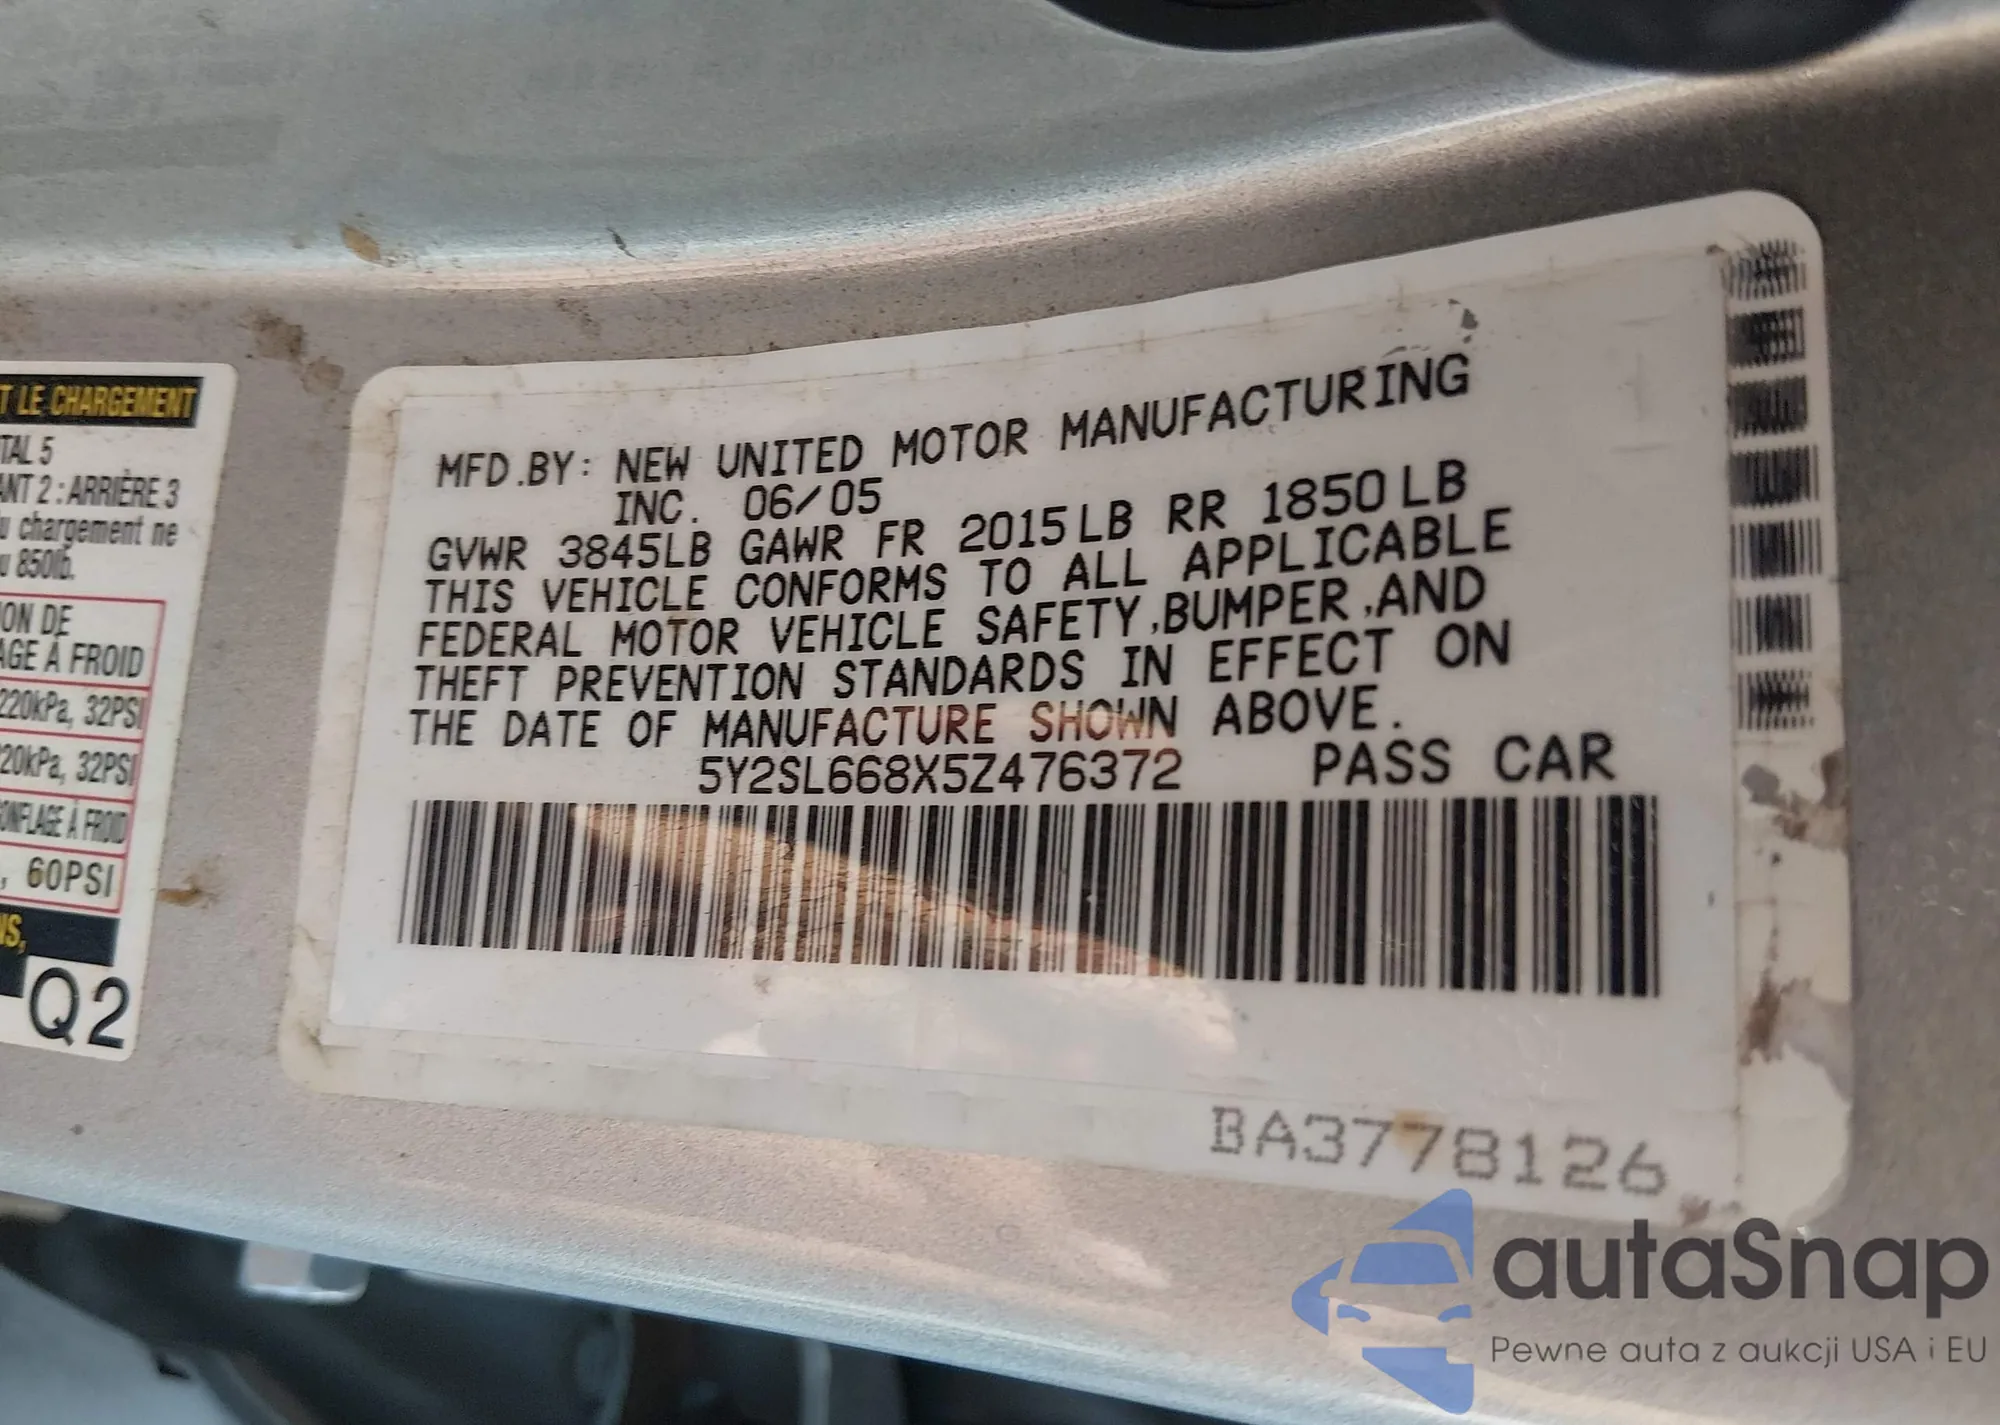 T LE CHARGEMENT
TAL 5
ANT 2 : ARRIÈRE 3
u chargement ne
u 850lb.
ION DE
AGE À FROID
220kPa, 32PSI
20kPa, 32PSI
ONFLAGE À FROID
, 60PSI
NS,
Q2
MFD.BY: NEW UNITED MOTOR MANUFACTURING
INC. 06/05
GVWR 3845LB GAWR FR 2015LB RR 1850LB
THIS VEHICLE CONFORMS TO ALL APPLICABLE
FEDERAL MOTOR VEHICLE SAFETY,BUMPER,AND
THEFT PREVENTION STANDARDS IN EFFECT ON
THE DATE OF MANUFACTURE SHOWN ABOVE.
5Y2SL668X5Z476372 PASS CAR
BA3778126
autaSnap
Pewne auta z aukcji USA i EU